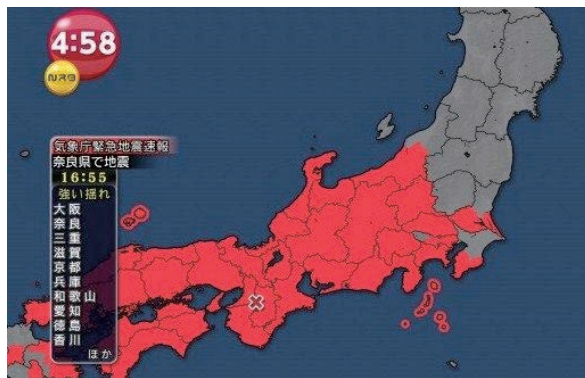 4:58
NRB
気象庁緊急地震速報
奈良県で地震
16:55
強い揺れ
大阪
奈良
三重
滋賀
京都
兵庫
和歌山
愛知
徳島
香川
ほか